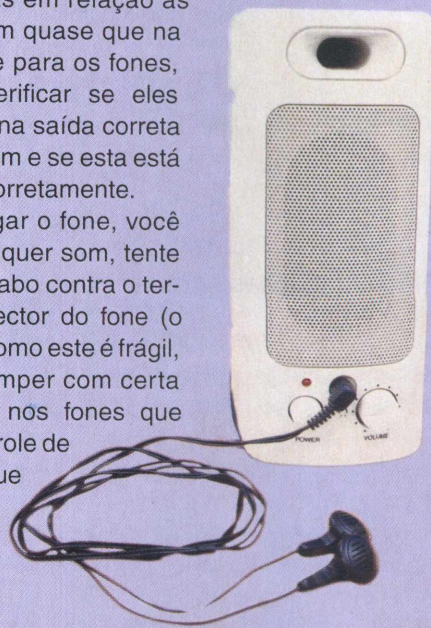 em relação às
quase que na
e para os fones,
verificar se eles
na saída correta
m e se esta está
orretamente.
gar o fone, você
quer som, tente
abo contra o ter-
ector do fone (o
omo este é frágil,
mper com certa
nos fones que
role de
ue
POWER
VOLUME